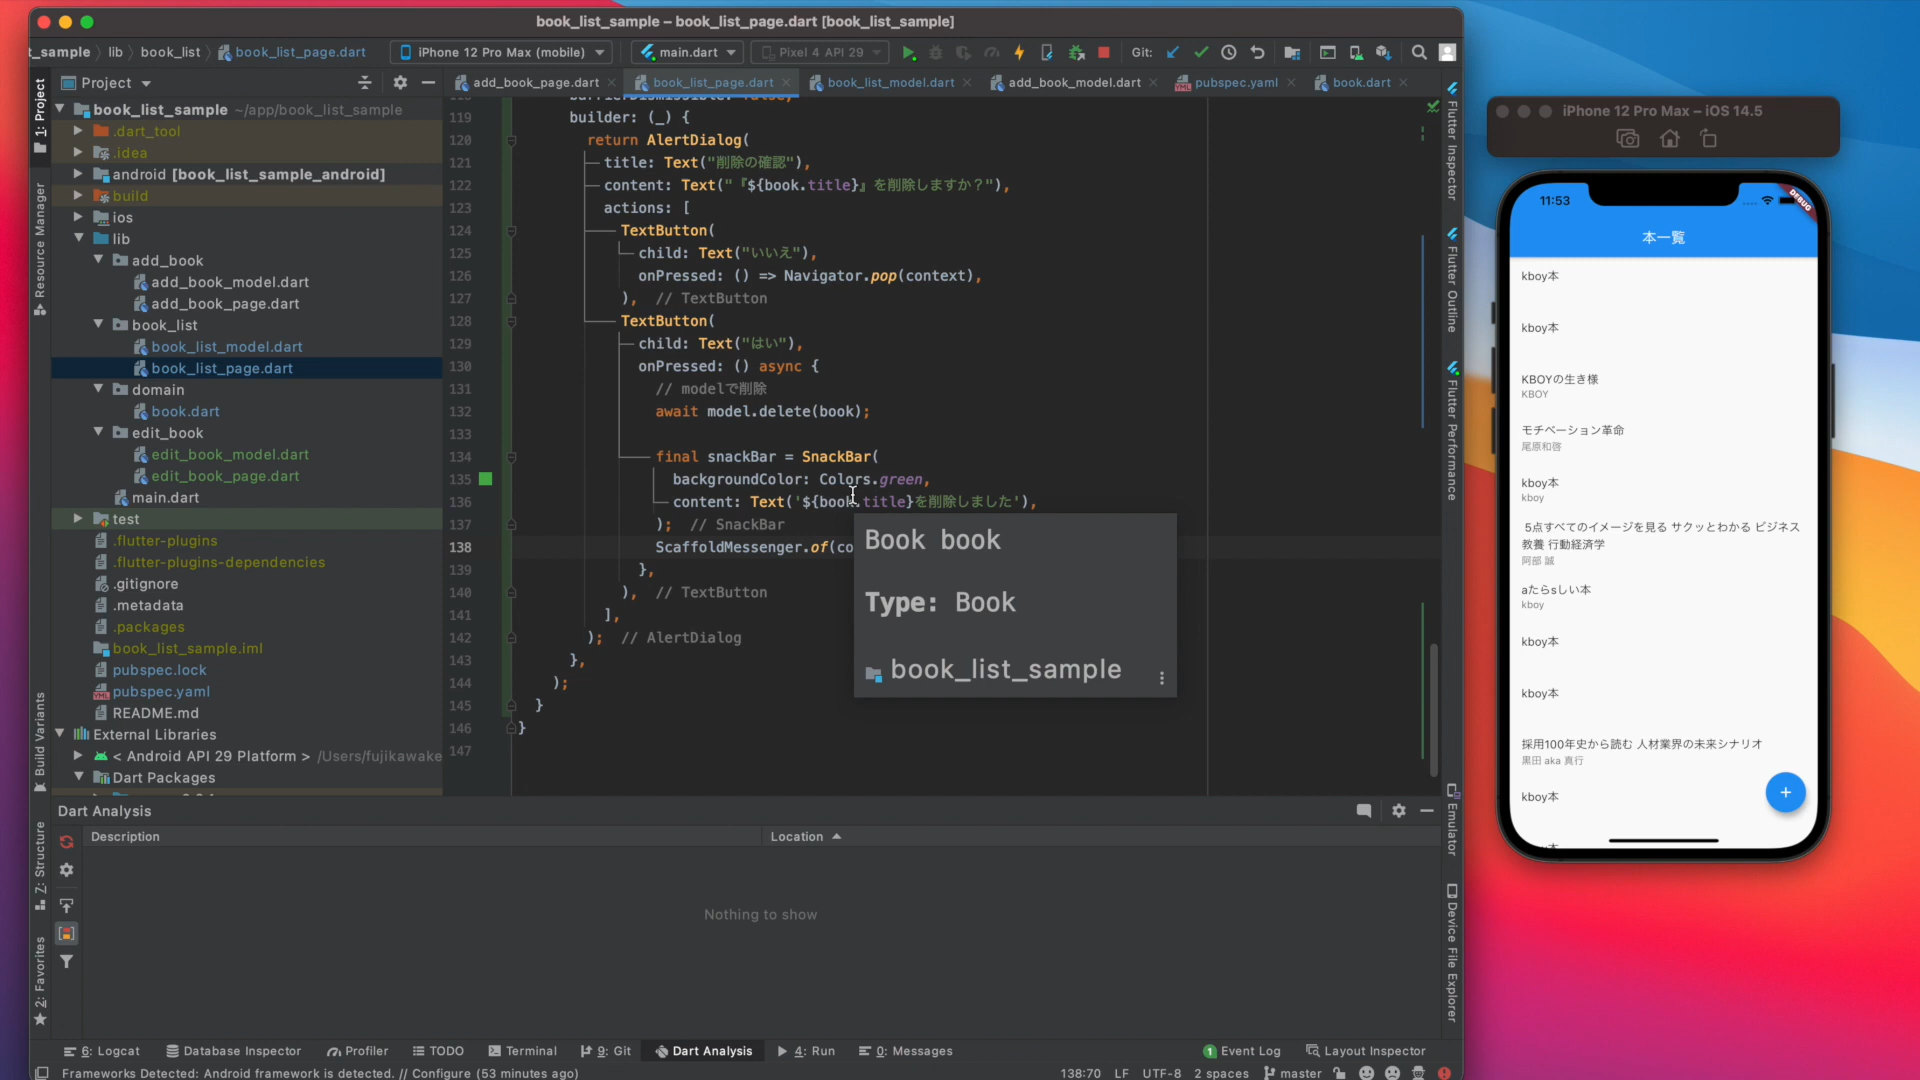 book_list_sample – book_list_page.dart [book_list_sample]
t_sample
lib
book_list
book_list_page.dart
iPhone 12 Pro Max (mobile)
main.dart
Pixel 4 API 29
Git:
Project
add_book_page.dart
book_list_page.dart
book_list_model.dart
add_book_model.dart
pubspec.yaml
book.dart
1: Project
Resource Manager
Build Variants
Z: Structure
2: Favorites
book_list_sample ~/app/book_list_sample
.dart_tool
.idea
android [book_list_sample_android]
build
ios
lib
add_book
add_book_model.dart
add_book_page.dart
book_list
book_list_model.dart
book_list_page.dart
domain
book.dart
edit_book
edit_book_model.dart
edit_book_page.dart
main.dart
test
.flutter-plugins
.flutter-plugins-dependencies
.gitignore
.metadata
.packages
book_list_sample.iml
pubspec.lock
pubspec.yaml
README.md
External Libraries
< Android API 29 Platform > /Users/fujikawake
Dart Packages
119 builder: (_) {
120 return AlertDialog(
121 title: Text("削除の確認"),
122 content: Text("『${book.title}』を削除しますか？"),
123 actions: [
124 TextButton(
125 child: Text("いいえ"),
126 onPressed: () => Navigator.pop(context),
127 ), // TextButton
128 TextButton(
129 child: Text("はい"),
130 onPressed: () async {
131 // modelで削除
132 await model.delete(book);
133
134 final snackBar = SnackBar(
135 backgroundColor: Colors.green,
136 content: Text('${book.title}を削除しました'),
137 ); // SnackBar
138 ScaffoldMessenger.of(co
139 },
140 ), // TextButton
141 ],
142 ); // AlertDialog
143 },
144 );
145 }
146 }
147
Book book
Type: Book
book_list_sample
Flutter Inspector
Flutter Outline
Flutter Performance
Emulator
Device File Explorer
Dart Analysis
Description
Location
Nothing to show
6: Logcat
Database Inspector
Profiler
TODO
Terminal
9: Git
Dart Analysis
4: Run
0: Messages
1 Event Log
Layout Inspector
Frameworks Detected: Android framework is detected. // Configure (53 minutes ago)
138:70
LF
UTF-8
2 spaces
master
iPhone 12 Pro Max – iOS 14.5
11:53
DEBUG
本一覧
kboy本
kboy本
KBOYの生き様
KBOY
モチベーション革命
尾原和啓
kboy本
kboy
5点すべてのイメージを見る サクッとわかる ビジネス
教養 行動経済学
阿部 誠
aたらsしい本
kboy
kboy本
kboy本
採用100年史から読む 人材業界の未来シナリオ
黒田 aka 真行
kboy本
+